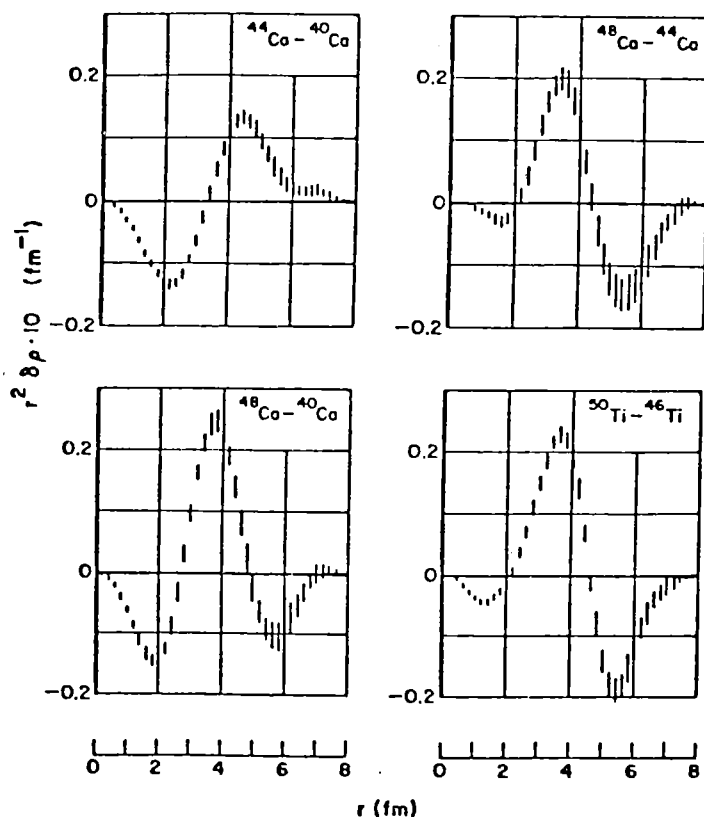 ⁴⁴Ca – ⁴⁰Ca
⁴⁸Ca – ⁴⁴Ca
0.2
0
-0.2
0.2
0
-0.2
r² δρ · 10 (fm⁻¹)
⁴⁸Ca – ⁴⁰Ca
⁵⁰Ti – ⁴⁶Ti
0.2
0
-0.2
0.2
0
-0.2
0 2 4 6 8
0 2 4 6 8
r (fm)